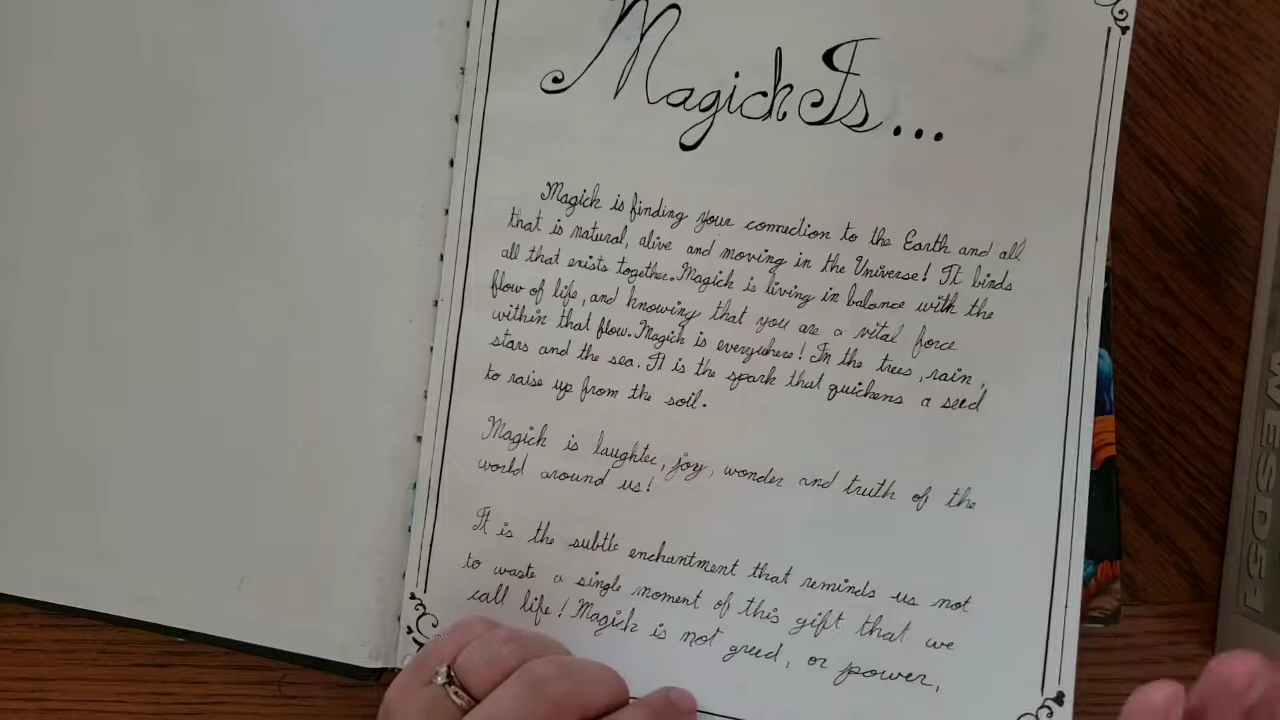 Magick Is...
Magick is finding your connection to the Earth and all
that is natural, alive and moving in the Universe! It binds
all that exists together. Magick is living in balance with the
flow of life, and knowing that you are a vital force
within that flow. Magick is everywhere! In the trees, rain,
stars and the sea. It is the spark that quickens a seed
to raise up from the soil.
Magick is laughter, joy, wonder and truth of the
world around us!
It is the subtle enchantment that reminds us not
to waste a single moment of this gift that we
call life! Magick is not greed, or power,